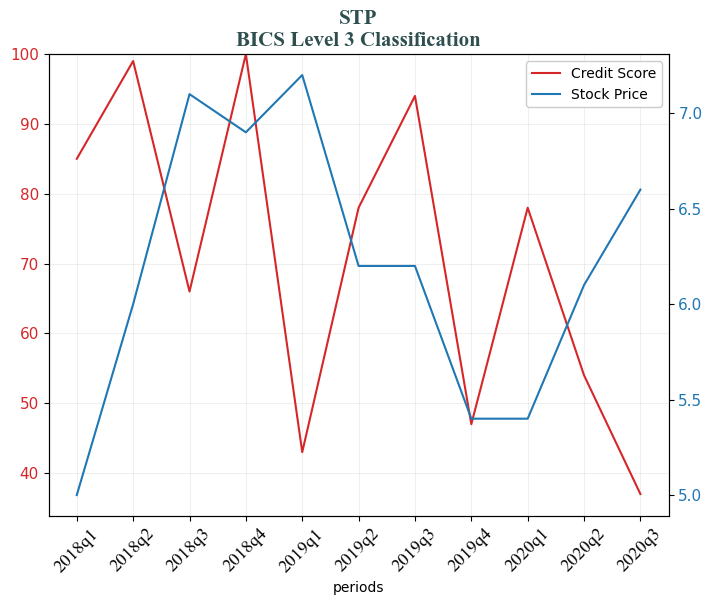 STP
BICS Level 3 Classification
Credit Score
Stock Price
100
90
80
70
60
50
40
7.0
6.5
6.0
5.5
5.0
2018q1
2018q2
2018q3
2018q4
2019q1
2019q2
2019q3
2019q4
2020q1
2020q2
2020q3
periods